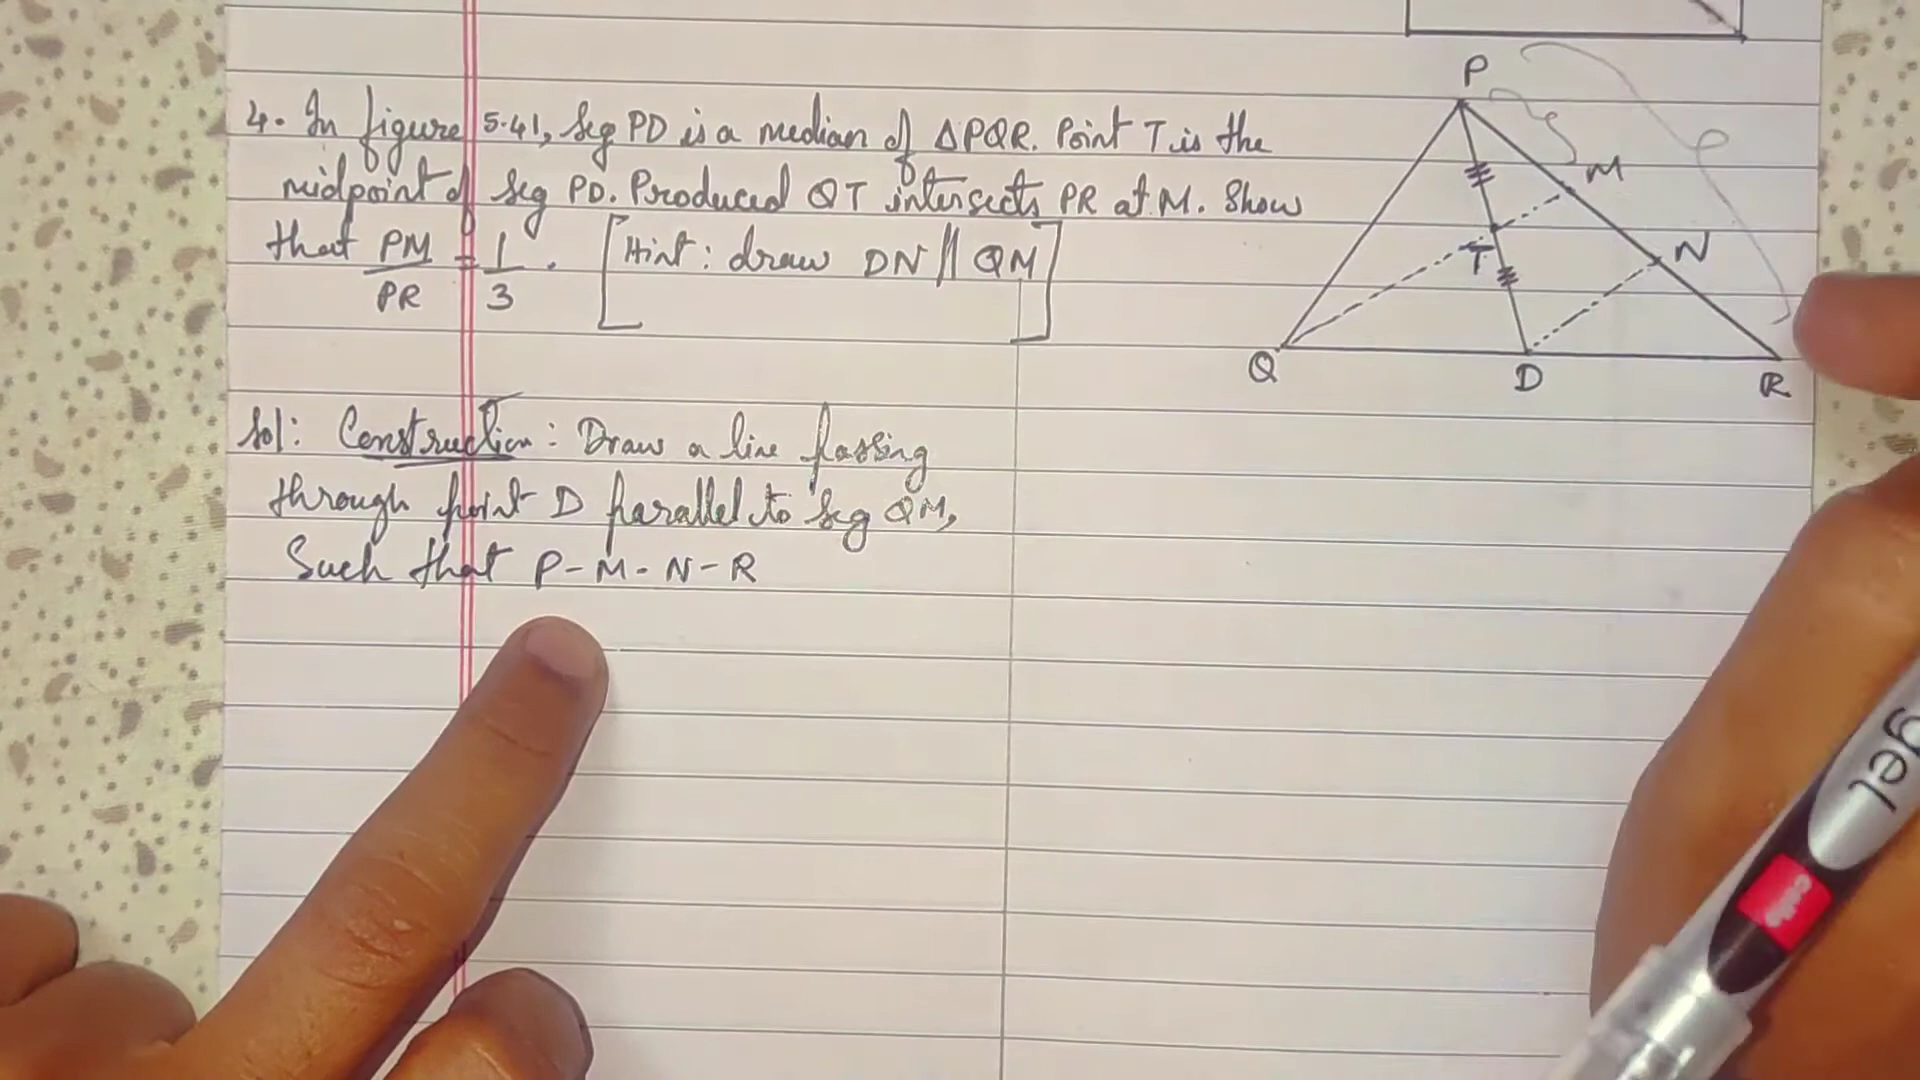 4. In figure 5.41, Seg PD is a median of ΔPQR. Point T is the
midpoint of Seg PD. Produced QT intersects PR at M. Show
that PM/PR = 1/3 . [Hint: draw DN || QM]
P
M
N
T
Q
D
R
Sol: Construction: Draw a line passing
through point D parallel to seg QM,
Such that P-M-N-R
gel